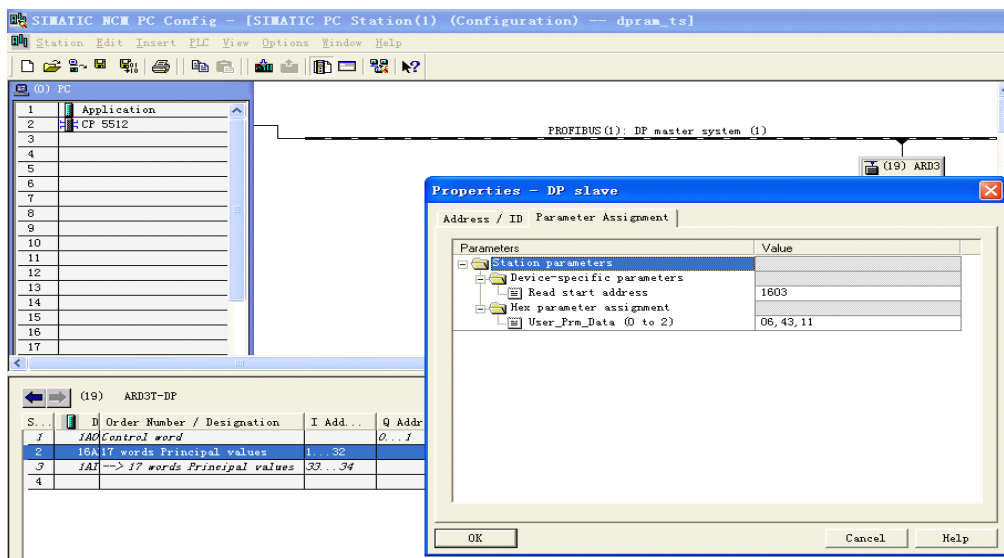 SIMATIC NCM PC Config - [SIMATIC PC Station(1) (Configuration) -- dpram_ts]
Station Edit Insert PLC View Options Window Help
(0) PC
1 Application
2 CP 5512
3
4
5
6
7
8
9
10
11
12
13
14
15
16
17
PROFIBUS(1): DP master system (1)
(19) ARD3
Properties - DP slave
Address / ID Parameter Assignment
Parameters Value
Station parameters
Device-specific parameters
Read start address 1603
Hex parameter assignment
User_Prm_Data (0 to 2) 06,43,11
OK Cancel Help
(19) ARD3T-DP
S... D Order Number / Designation I Add... Q Addr
1 1AO Control word 0...1
2 16A 17 words Principal values 1...32
3 1AI --> 17 words Principal values 33...34
4